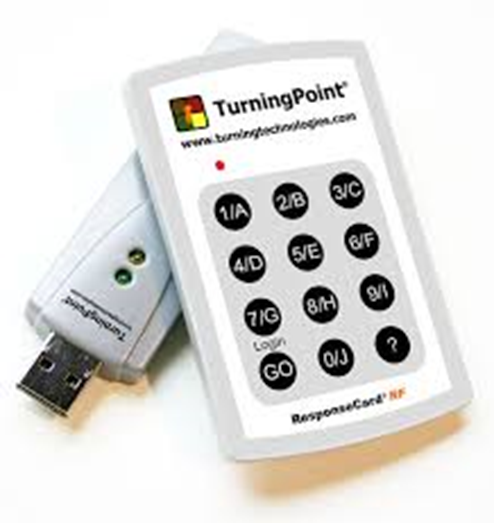 TurningPoint®
www.turningtechnologies.com
1/A 2/B 3/C
4/D 5/E 6/F
7/G 8/H 9/I
Login
GO 0/J ?
ResponseCard® RF
TurningPoint®